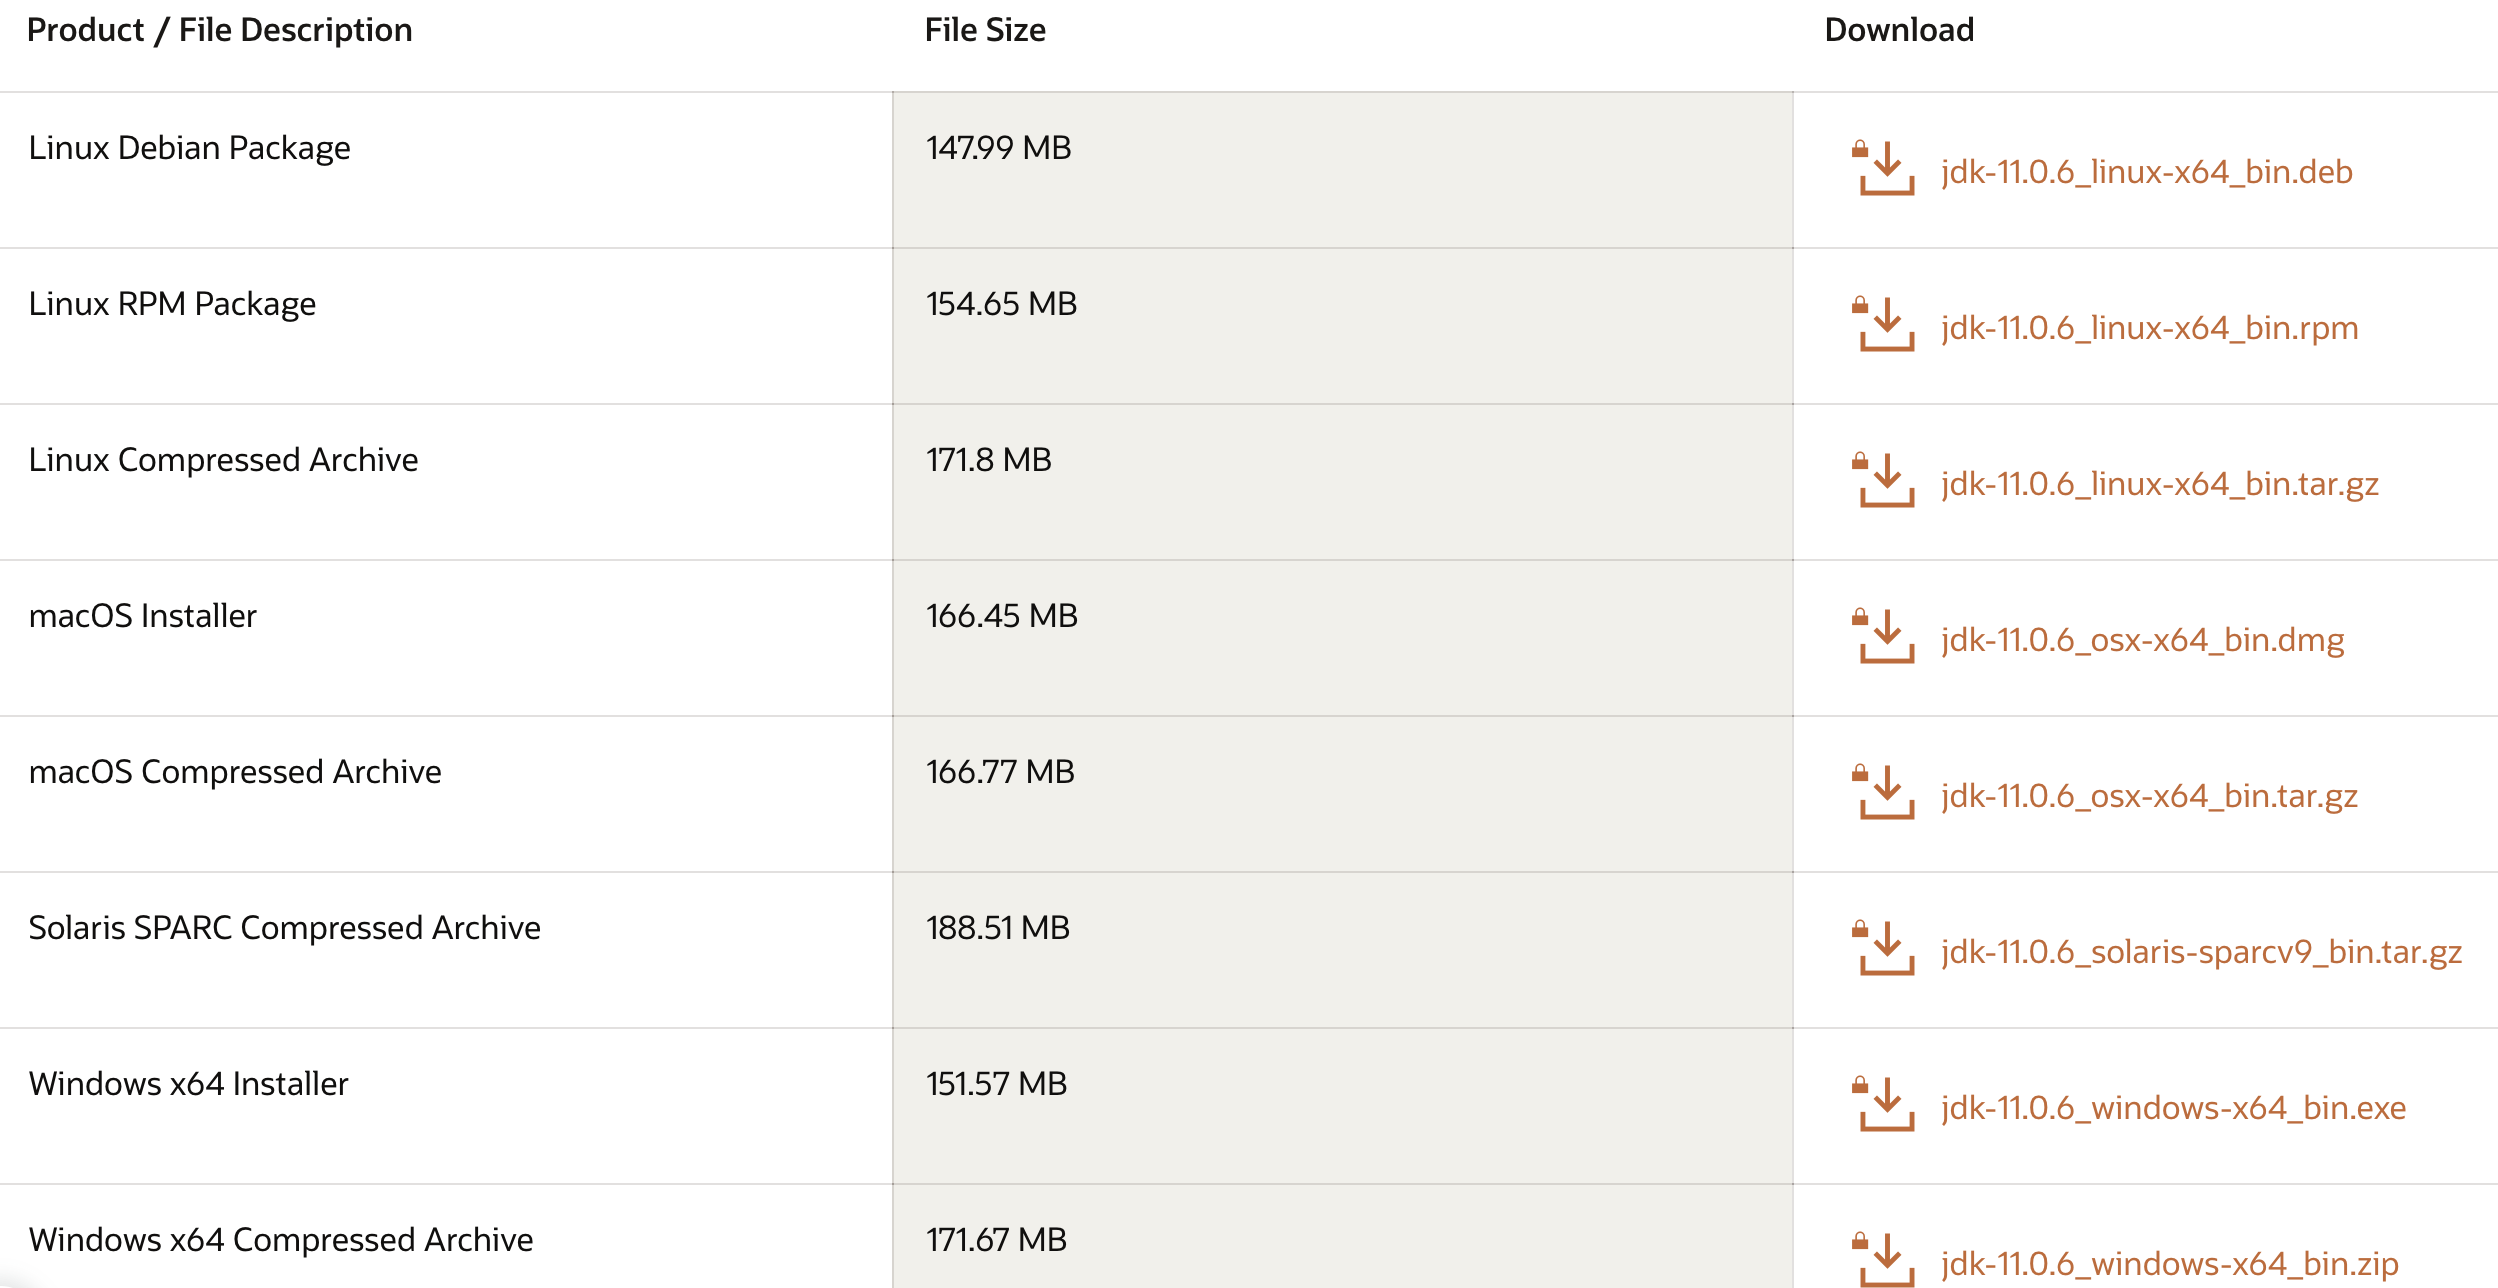 Product / File Description File Size Download
Linux Debian Package 147.99 MB jdk-11.0.6_linux-x64_bin.deb
Linux RPM Package 154.65 MB jdk-11.0.6_linux-x64_bin.rpm
Linux Compressed Archive 171.8 MB jdk-11.0.6_linux-x64_bin.tar.gz
macOS Installer 166.45 MB jdk-11.0.6_osx-x64_bin.dmg
macOS Compressed Archive 166.77 MB jdk-11.0.6_osx-x64_bin.tar.gz
Solaris SPARC Compressed Archive 188.51 MB jdk-11.0.6_solaris-sparcv9_bin.tar.gz
Windows x64 Installer 151.57 MB jdk-11.0.6_windows-x64_bin.exe
Windows x64 Compressed Archive 171.67 MB jdk-11.0.6_windows-x64_bin.zip